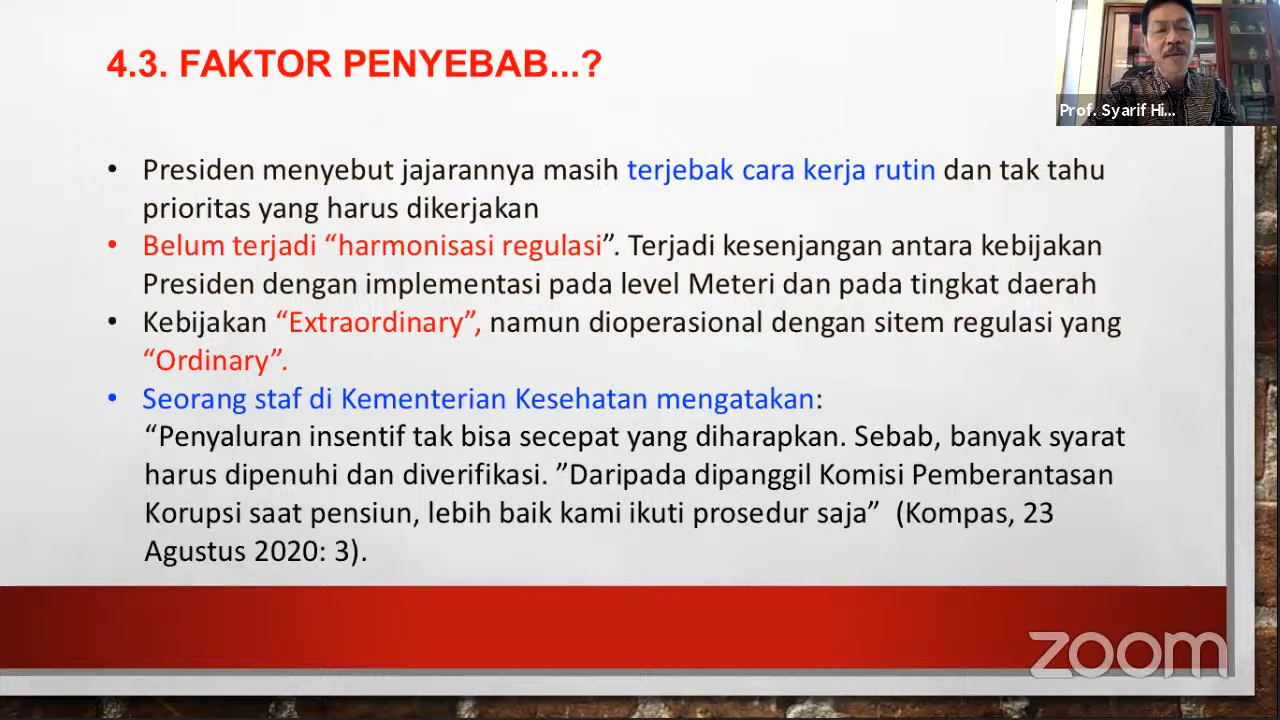 4.3. FAKTOR PENYEBAB...?
Prof. Syarif Hi...
• Presiden menyebut jajarannya masih terjebak cara kerja rutin dan tak tahu
prioritas yang harus dikerjakan
• Belum terjadi “harmonisasi regulasi”. Terjadi kesenjangan antara kebijakan
Presiden dengan implementasi pada level Meteri dan pada tingkat daerah
• Kebijakan “Extraordinary”, namun dioperasional dengan sitem regulasi yang
“Ordinary”.
• Seorang staf di Kementerian Kesehatan mengatakan:
“Penyaluran insentif tak bisa secepat yang diharapkan. Sebab, banyak syarat
harus dipenuhi dan diverifikasi. ”Daripada dipanggil Komisi Pemberantasan
Korupsi saat pensiun, lebih baik kami ikuti prosedur saja” (Kompas, 23
Agustus 2020: 3).
zoom